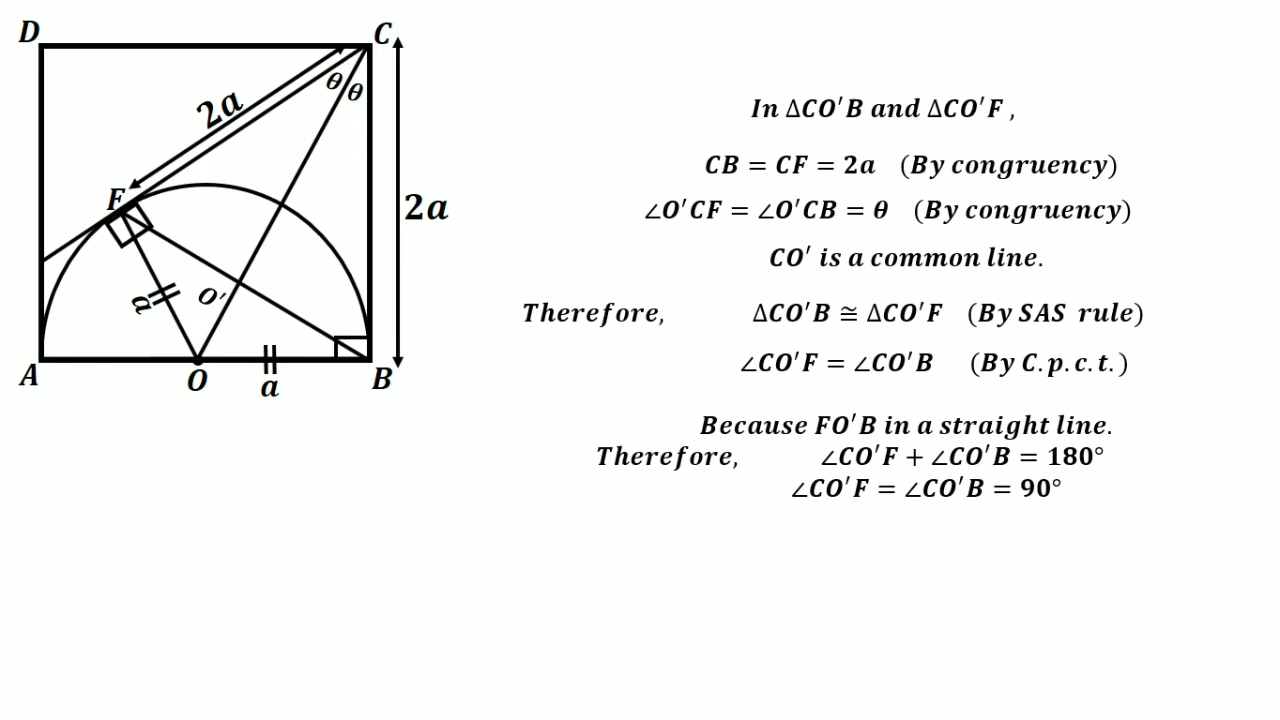 D
C
θ
θ
2a
F
2a
a
O'
A
O
a
B
In ΔCO′B and ΔCO′F ,
CB = CF = 2a (By congruency)
∠O′CF = ∠O′CB = θ (By congruency)
CO′ is a common line.
Therefore, ΔCO′B ≅ ΔCO′F (By SAS rule)
∠CO′F = ∠CO′B (By C.p.c.t.)
Because FO′B in a straight line.
Therefore, ∠CO′F + ∠CO′B = 180°
∠CO′F = ∠CO′B = 90°